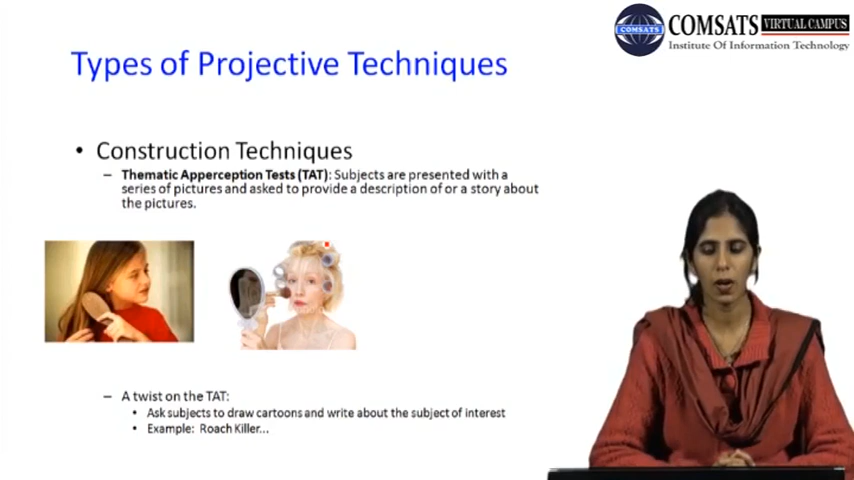 COMSATS VIRTUAL CAMPUS
COMSATS
Institute Of Information Technology
Types of Projective Techniques
• Construction Techniques
– Thematic Apperception Tests (TAT): Subjects are presented with a
series of pictures and asked to provide a description of or a story about
the pictures.
– A twist on the TAT:
• Ask subjects to draw cartoons and write about the subject of interest
• Example: Roach Killer...